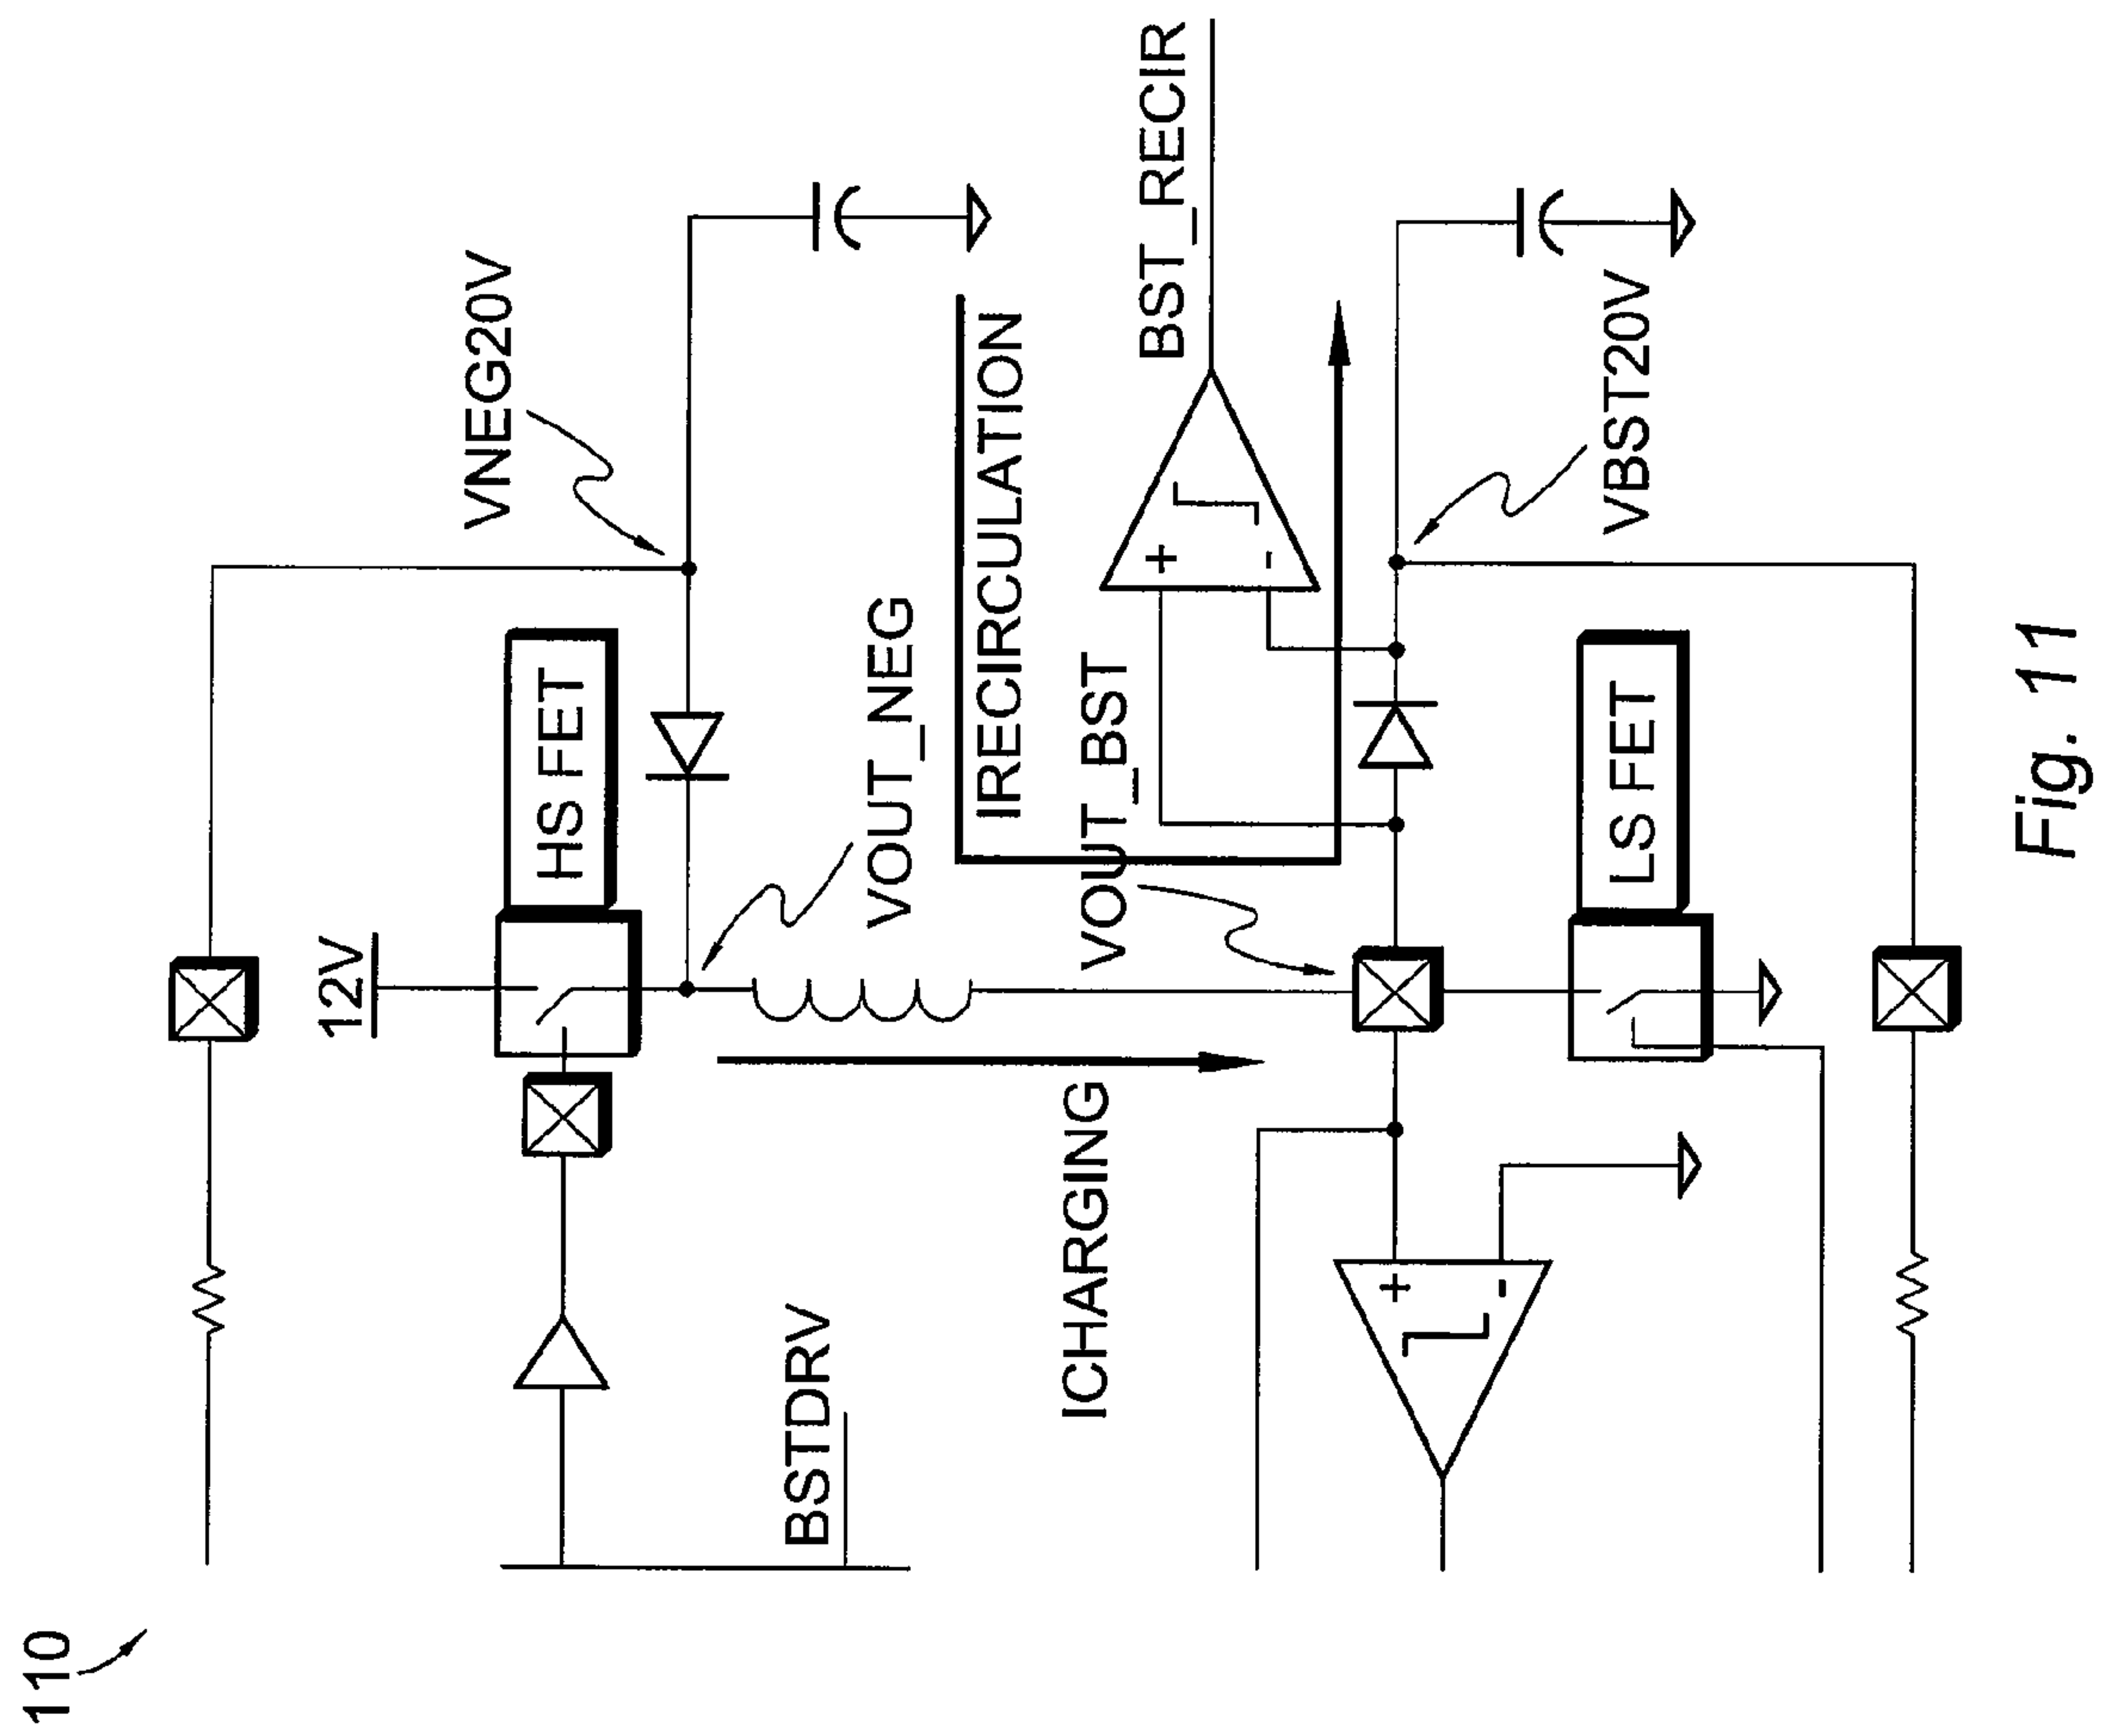 110
12V
HS FET
VNEG20V
BSTDRV
VOUT_NEG
IRECIRCULATION
ICHARGING
VOUT_BST
BST_RECIR
+
-
+
-
VBST20V
LS FET
Fig. 11